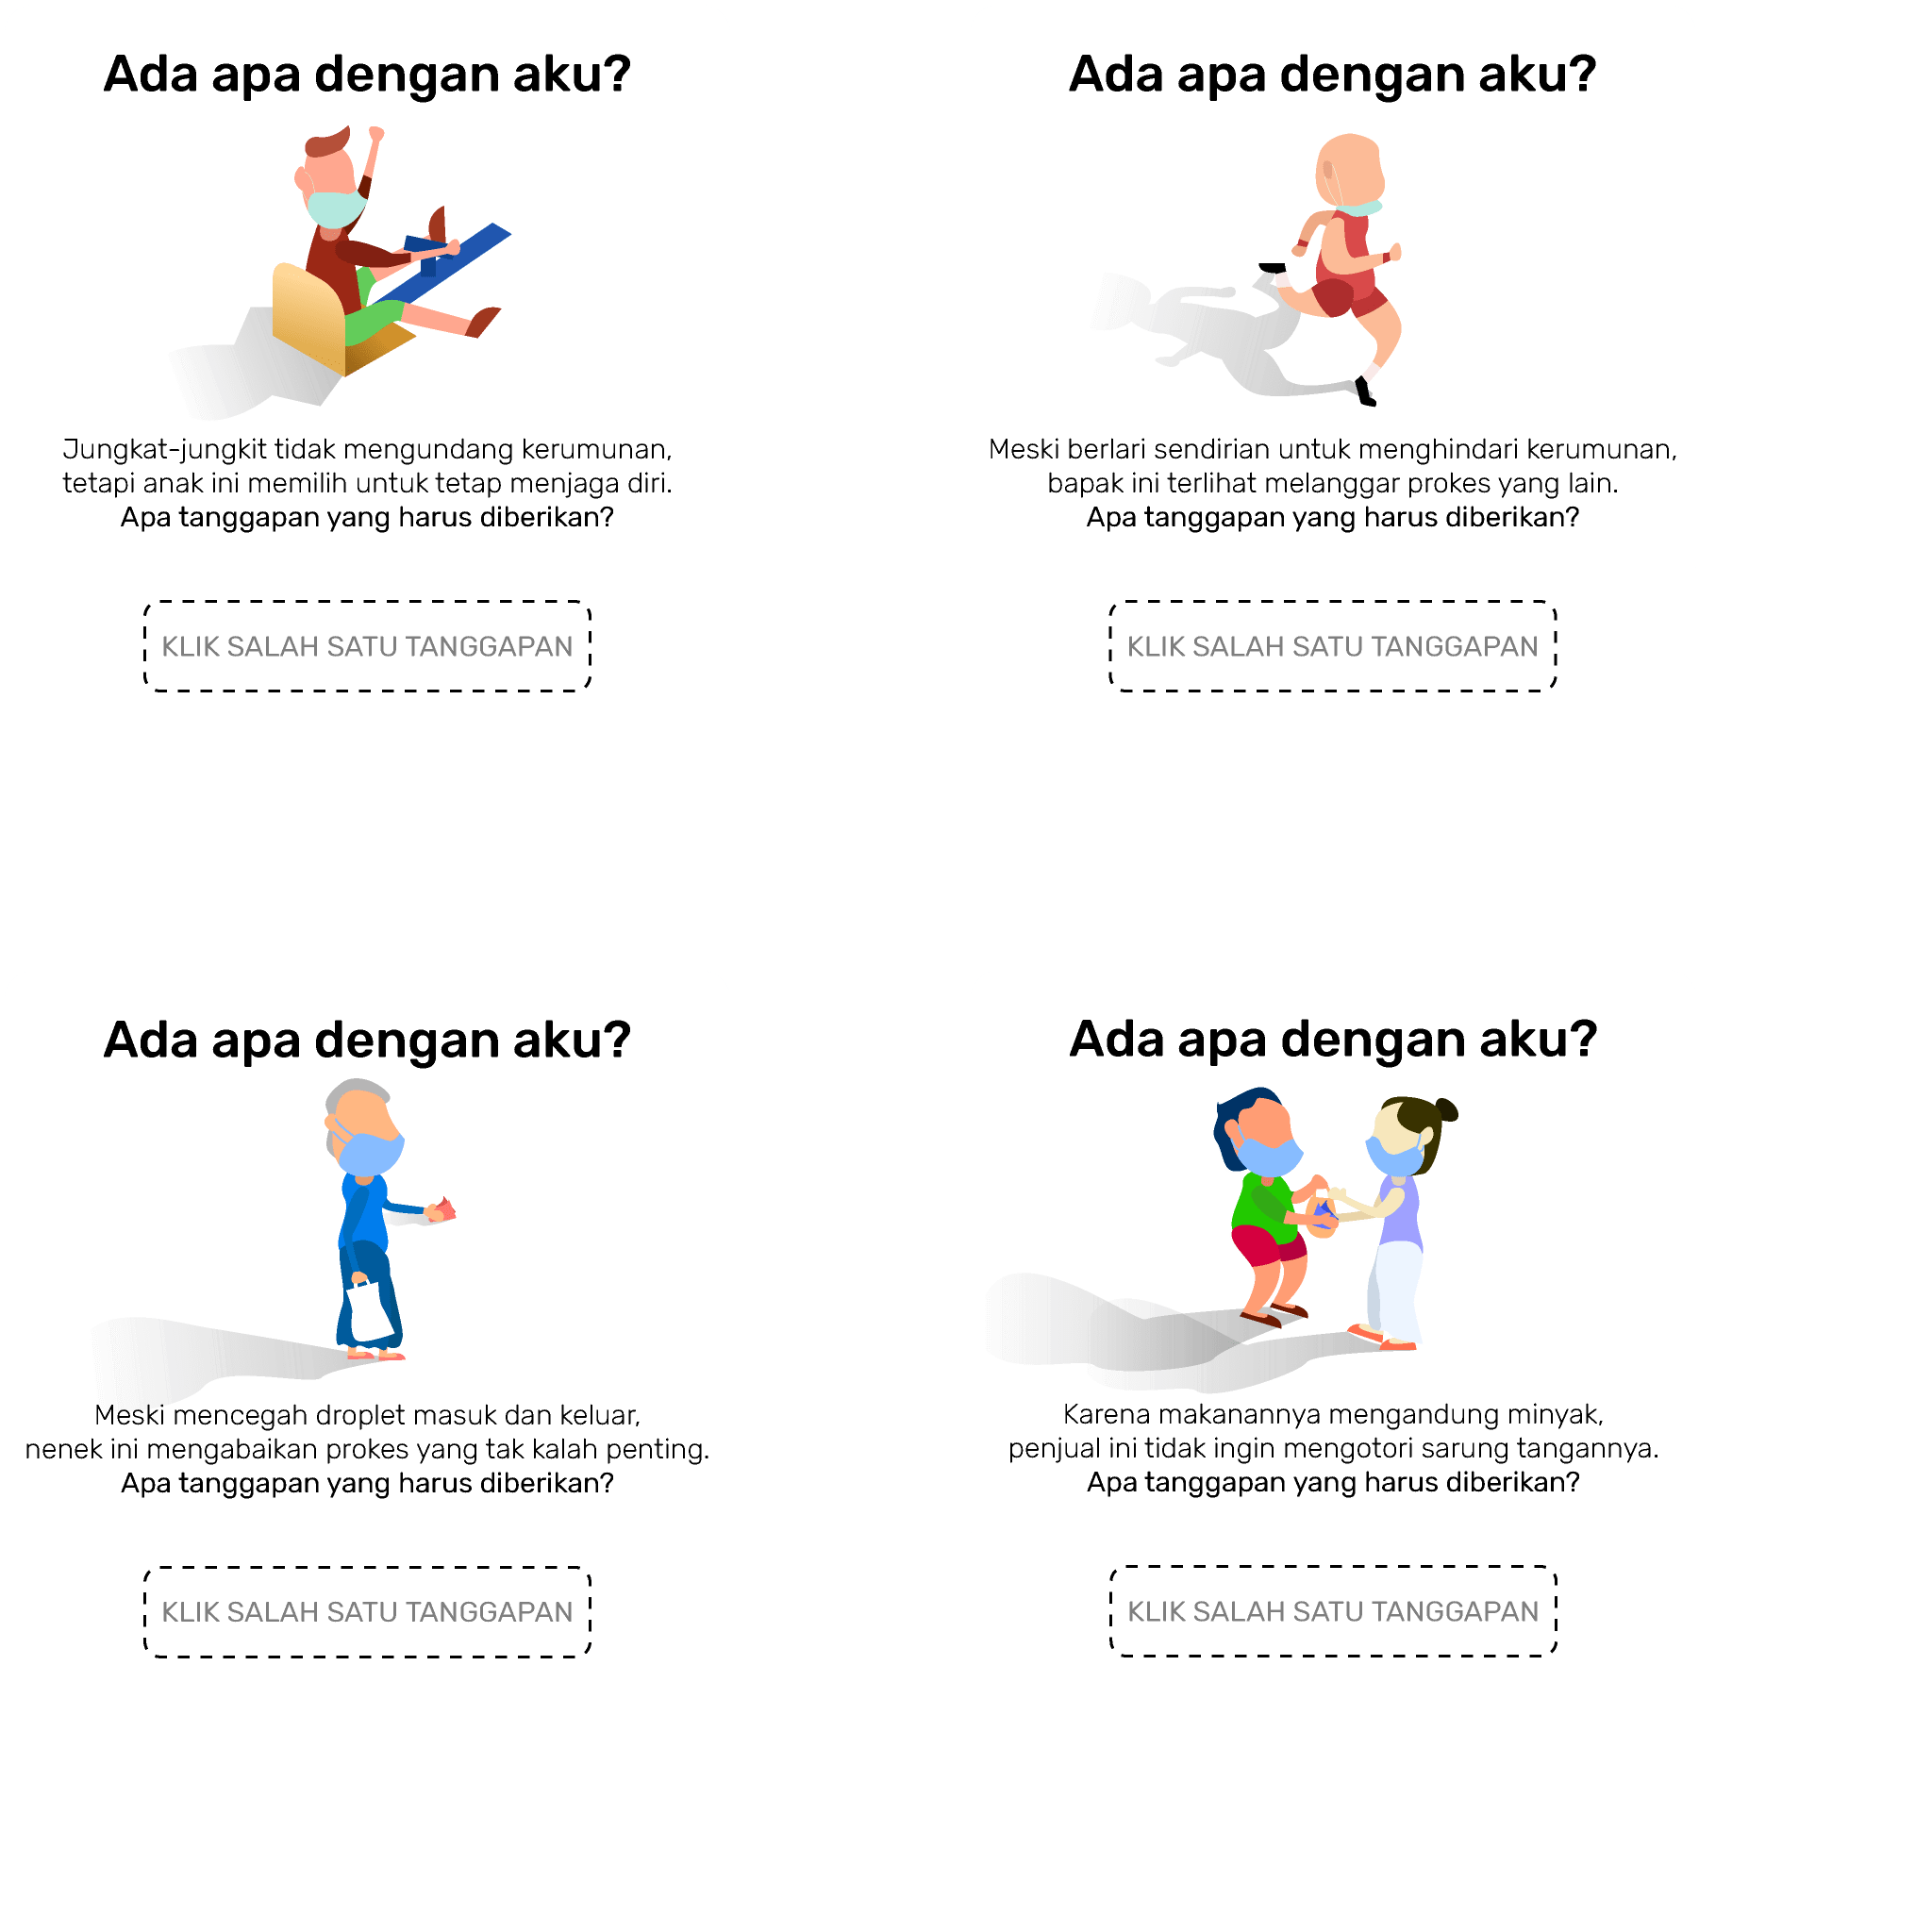 Ada apa dengan aku?
Jungkat-jungkit tidak mengundang kerumunan,
tetapi anak ini memilih untuk tetap menjaga diri.
Apa tanggapan yang harus diberikan?
KLIK SALAH SATU TANGGAPAN
Ada apa dengan aku?
Meski berlari sendirian untuk menghindari kerumunan,
bapak ini terlihat melanggar prokes yang lain.
Apa tanggapan yang harus diberikan?
KLIK SALAH SATU TANGGAPAN
Ada apa dengan aku?
Meski mencegah droplet masuk dan keluar,
nenek ini mengabaikan prokes yang tak kalah penting.
Apa tanggapan yang harus diberikan?
KLIK SALAH SATU TANGGAPAN
Ada apa dengan aku?
Karena makanannya mengandung minyak,
penjual ini tidak ingin mengotori sarung tangannya.
Apa tanggapan yang harus diberikan?
KLIK SALAH SATU TANGGAPAN